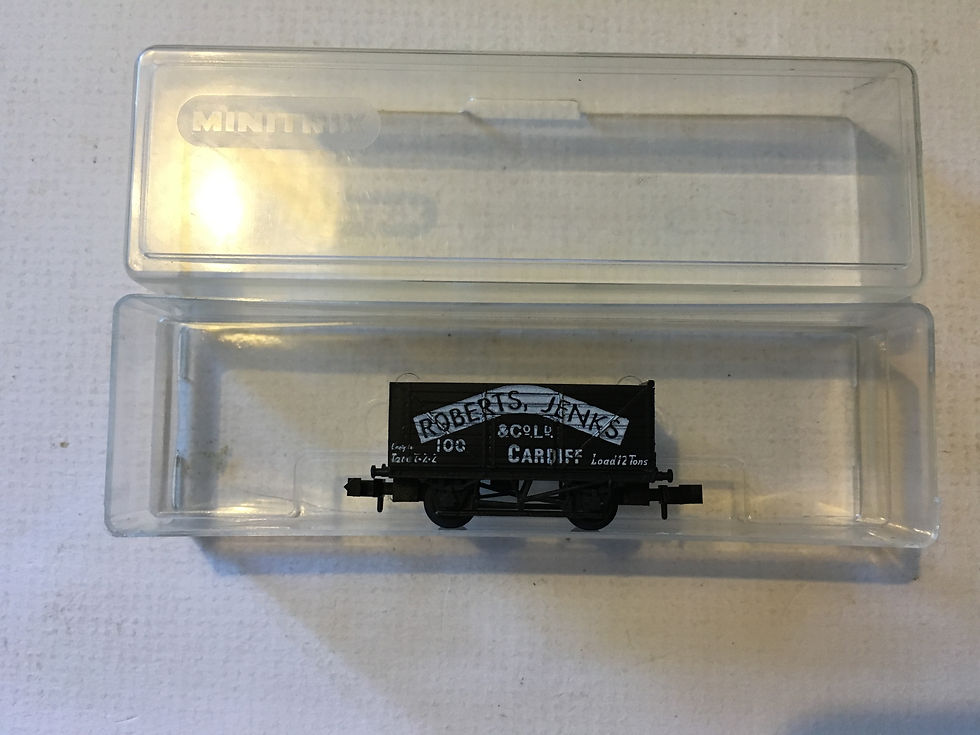 MINITRIX
ROBERTS, JENKS
& Co. LD.
100
CARDIFF
Load 12 Tons